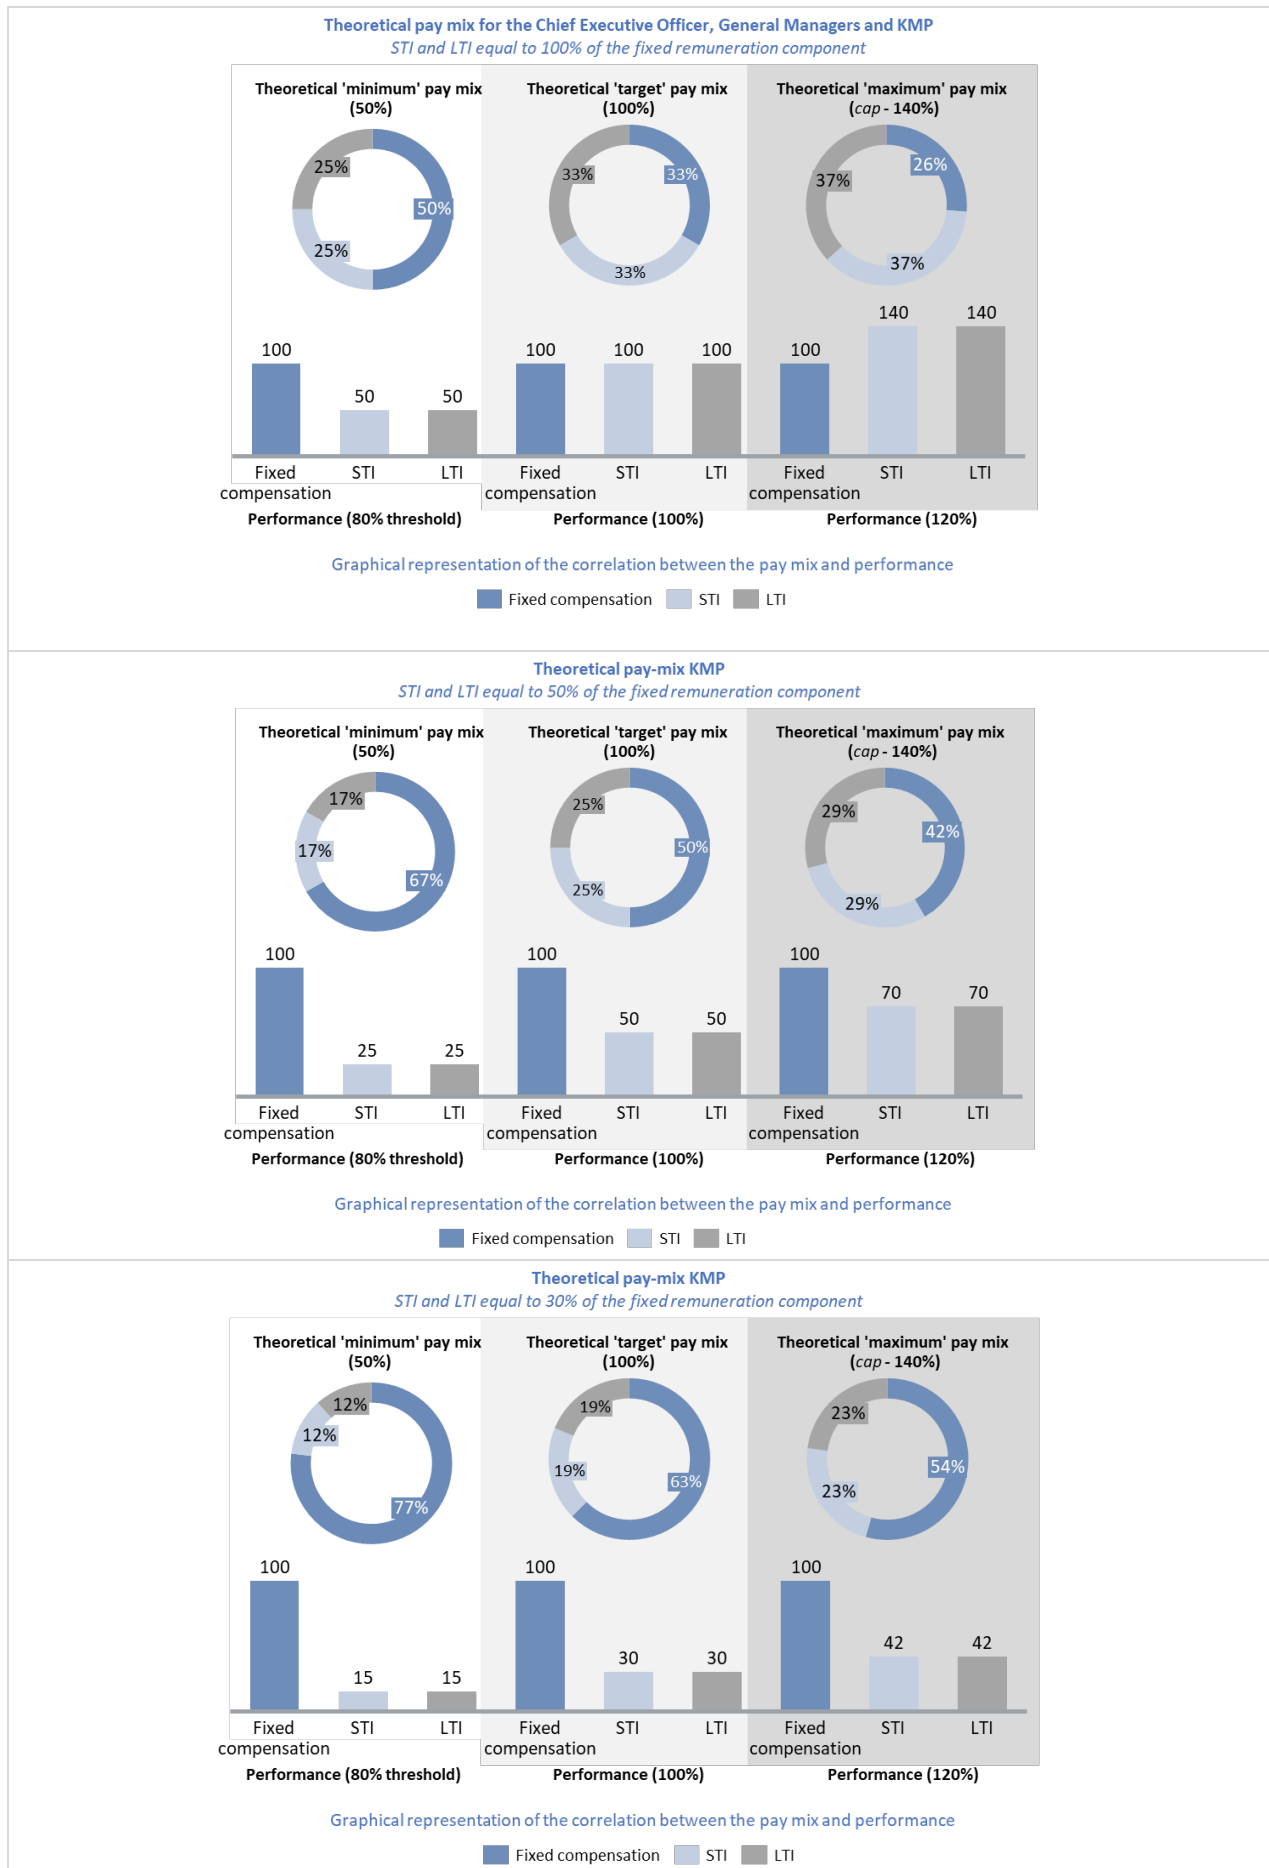 Theoretical pay mix for the Chief Executive Officer, General Managers and KMP
STI and LTI equal to 100% of the fixed remuneration component
Theoretical 'minimum' pay mix
(50%)
Theoretical 'target' pay mix
(100%)
Theoretical 'maximum' pay mix
(cap - 140%)
25%
50%
25%
33%
33%
33%
37%
26%
37%
100
50
50
100
100
100
100
140
140
Fixed
compensation
STI
LTI
Fixed
compensation
STI
LTI
Fixed
compensation
STI
LTI
Performance (80% threshold)
Performance (100%)
Performance (120%)
Graphical representation of the correlation between the pay mix and performance
Fixed compensation
STI
LTI
Theoretical pay-mix KMP
STI and LTI equal to 50% of the fixed remuneration component
Theoretical 'minimum' pay mix
(50%)
Theoretical 'target' pay mix
(100%)
Theoretical 'maximum' pay mix
(cap - 140%)
17%
17%
67%
25%
50%
25%
29%
42%
29%
100
25
25
100
50
50
100
70
70
Fixed
compensation
STI
LTI
Fixed
compensation
STI
LTI
Fixed
compensation
STI
LTI
Performance (80% threshold)
Performance (100%)
Performance (120%)
Graphical representation of the correlation between the pay mix and performance
Fixed compensation
STI
LTI
Theoretical pay-mix KMP
STI and LTI equal to 30% of the fixed remuneration component
Theoretical 'minimum' pay mix
(50%)
Theoretical 'target' pay mix
(100%)
Theoretical 'maximum' pay mix
(cap - 140%)
12%
12%
77%
19%
19%
63%
23%
54%
23%
100
15
15
100
30
30
100
42
42
Fixed
compensation
STI
LTI
Fixed
compensation
STI
LTI
Fixed
compensation
STI
LTI
Performance (80% threshold)
Performance (100%)
Performance (120%)
Graphical representation of the correlation between the pay mix and performance
Fixed compensation
STI
LTI